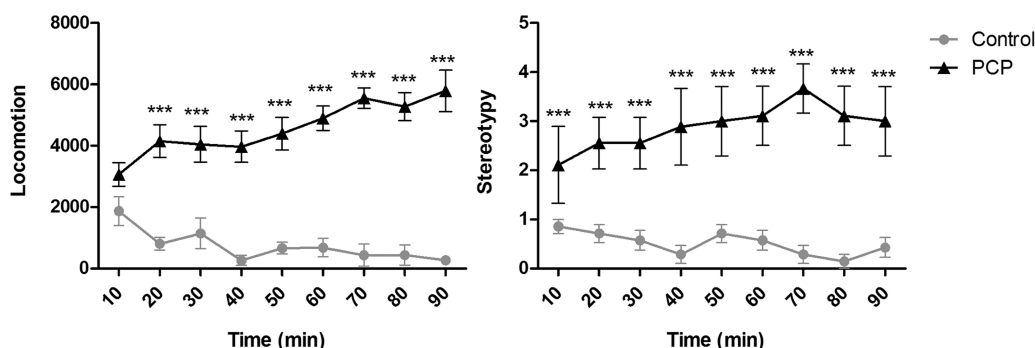 8000
6000
4000
2000
0
Locomotion
*** *** *** *** *** *** *** ***
10 20 30 40 50 60 70 80 90
Time (min)
5
4
3
2
1
0
Stereotypy
*** *** *** *** *** *** *** *** ***
10 20 30 40 50 60 70 80 90
Time (min)
Control
PCP